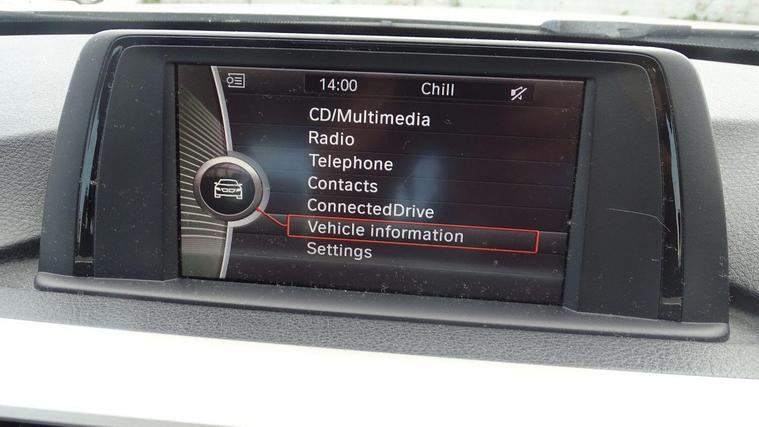 14:00 Chill
CD/Multimedia
Radio
Telephone
Contacts
ConnectedDrive
Vehicle information
Settings